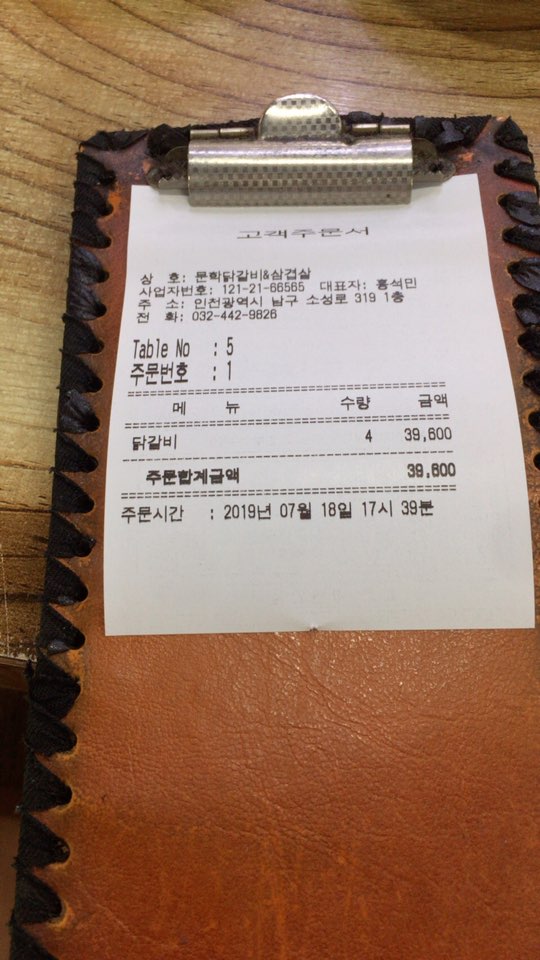 고객주문서
상 호: 문학닭갈비&삼겹살
사업자번호: 121-21-66565 대표자: 홍석민
주 소: 인천광역시 남구 소성로 319 1층
전 화: 032-442-9826
Table No : 5
주문번호 : 1
메 뉴 수량 금액
닭갈비 4 39,600
주문합계금액 39,600
주문시간 : 2019년 07월 18일 17시 39분